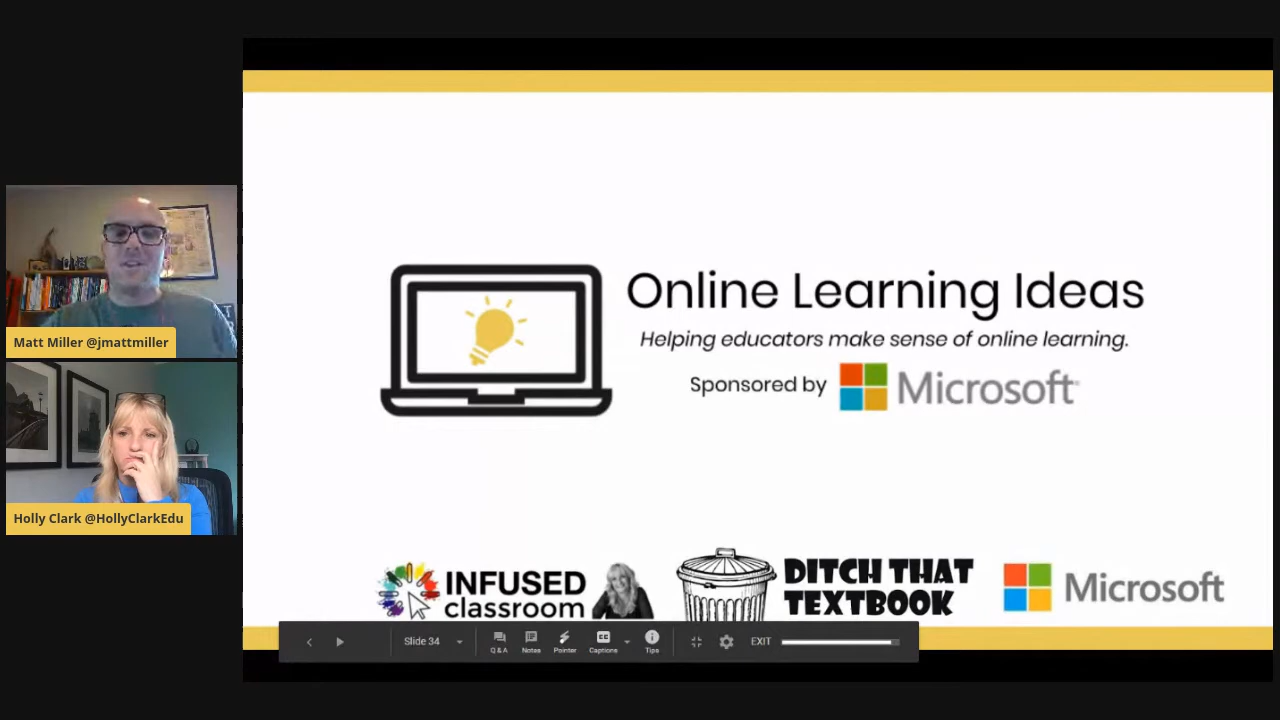 Matt Miller @jmattmiller
Holly Clark @HollyClarkEdu
Online Learning Ideas
Helping educators make sense of online learning.
Sponsored by Microsoft
INFUSED
classroom
DITCH THAT
TEXTBOOK
Microsoft
Slide 34
Q & A
Notes
Pointer
CC
Captions
Tips
EXIT